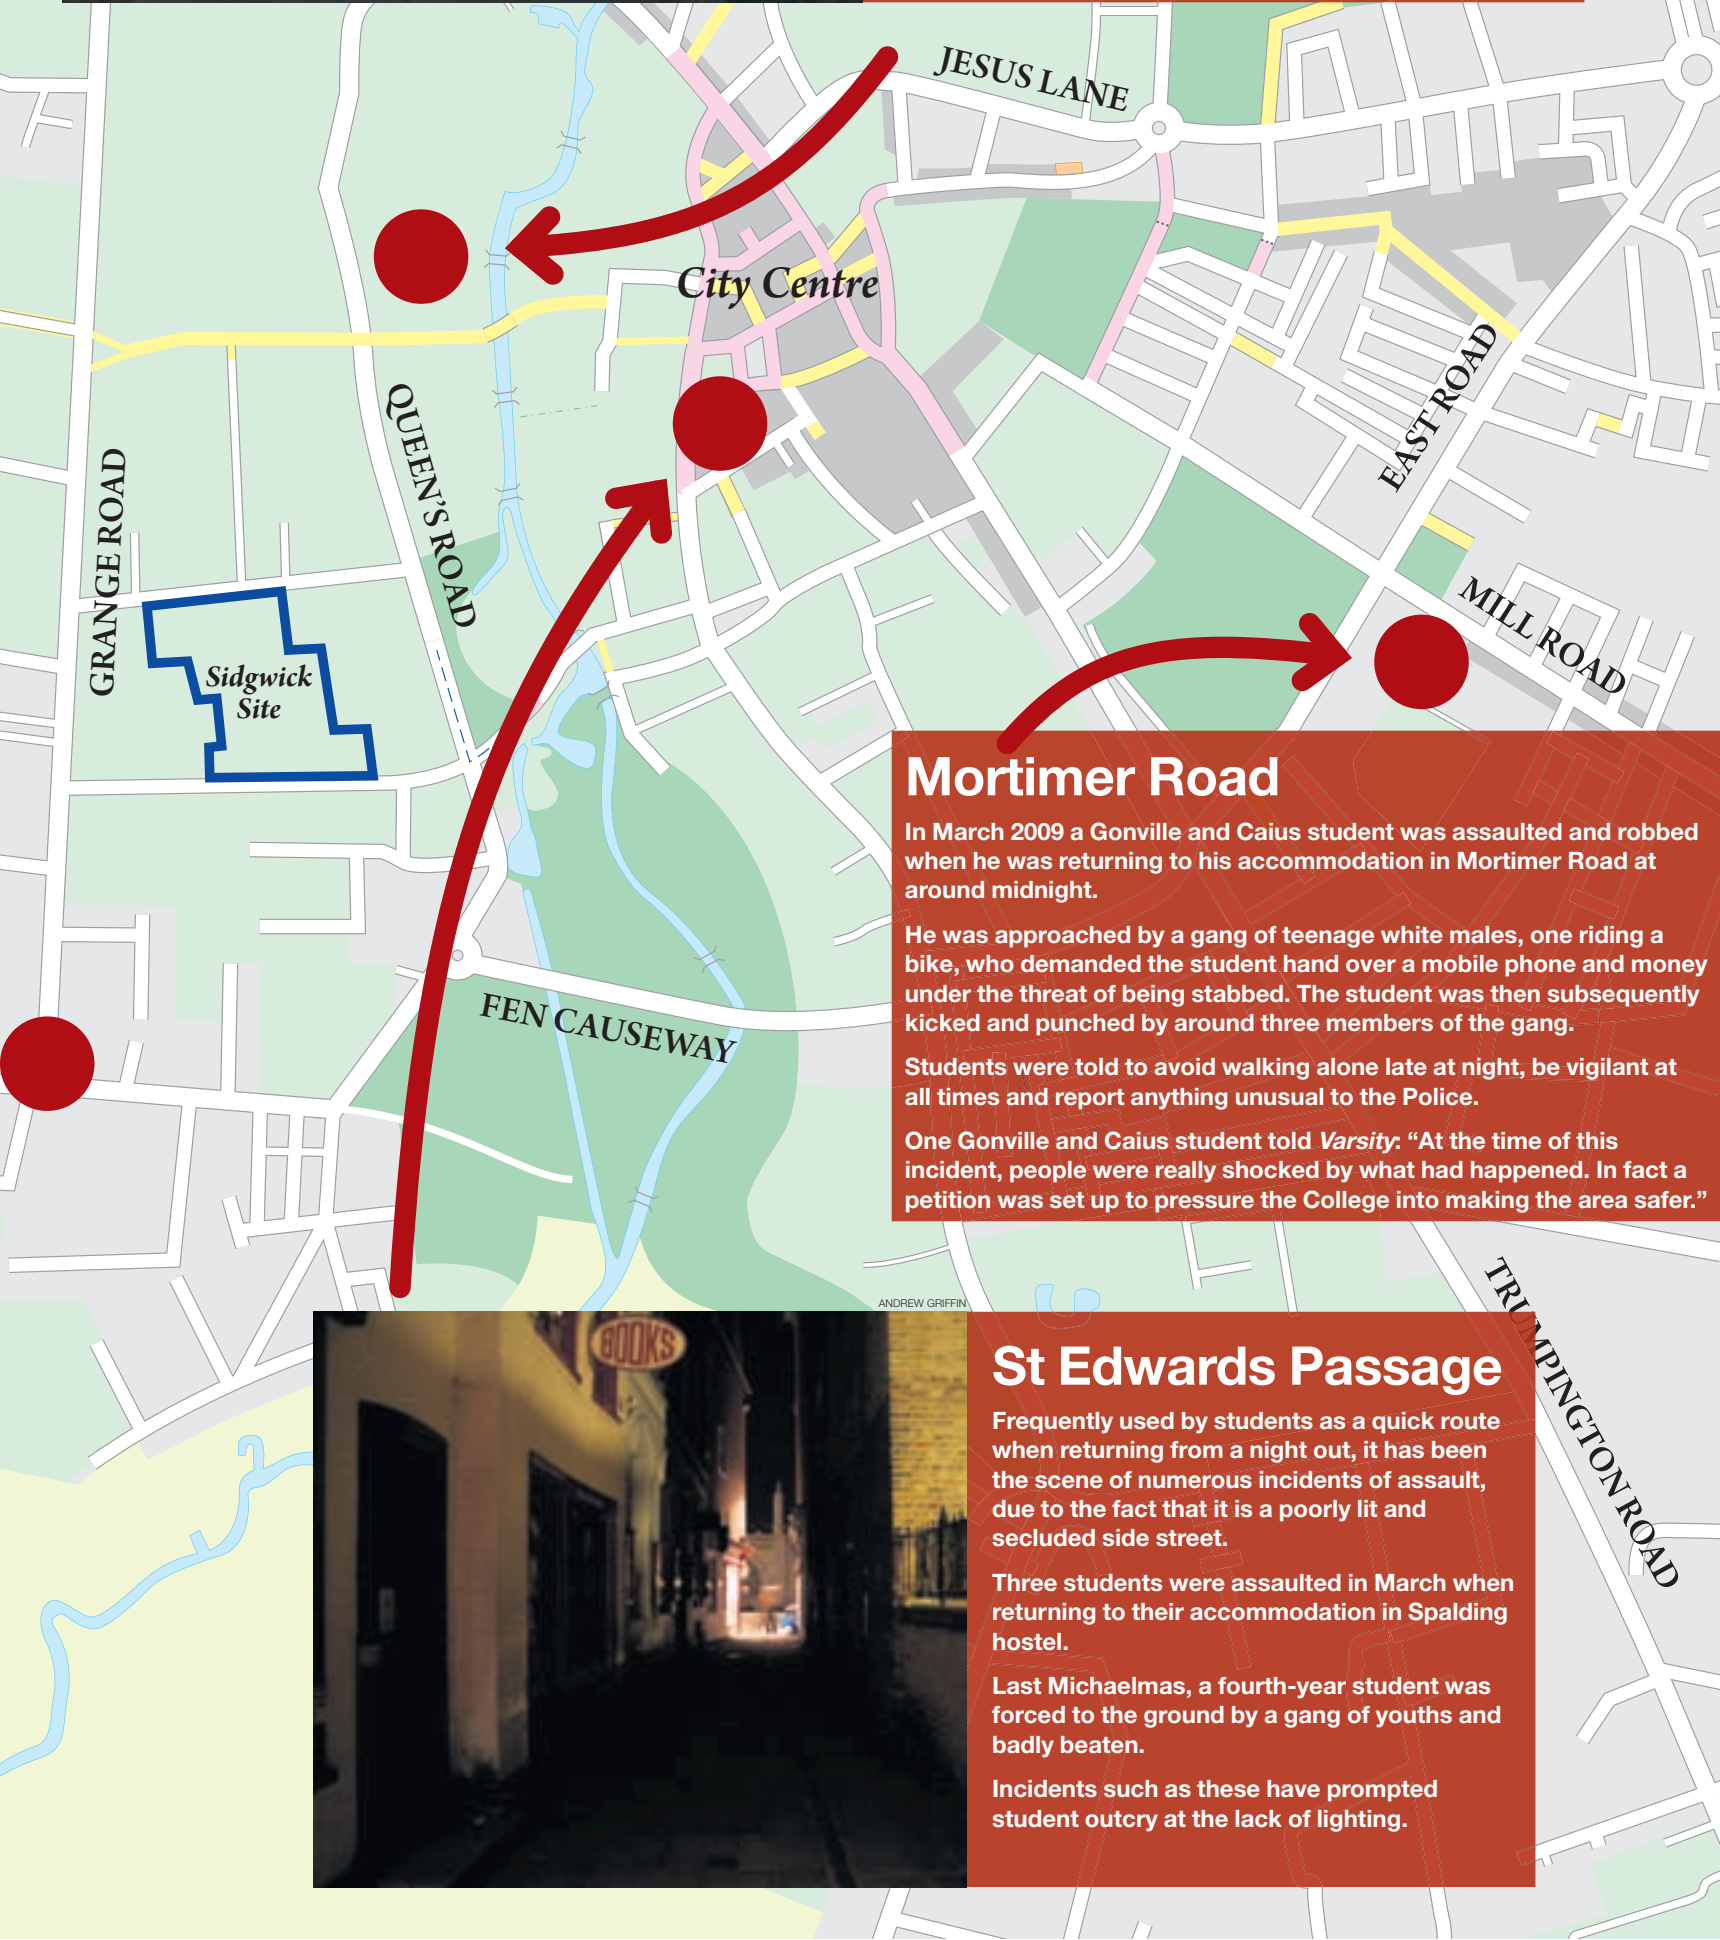 JESUS LANE
City Centre
EAST ROAD
QUEEN'S ROAD
GRANGE ROAD
MILL ROAD
Sidgwick
Site
Mortimer Road
In March 2009 a Gonville and Caius student was assaulted and robbed
when he was returning to his accommodation in Mortimer Road at
around midnight.
He was approached by a gang of teenage white males, one riding a
bike, who demanded the student hand over a mobile phone and money
under the threat of being stabbed. The student was then subsequently
kicked and punched by around three members of the gang.
Students were told to avoid walking alone late at night, be vigilant at
all times and report anything unusual to the Police.
One Gonville and Caius student told Varsity: “At the time of this
incident, people were really shocked by what had happened. In fact a
petition was set up to pressure the College into making the area safer.”
FEN CAUSEWAY
TRUMPINGTON ROAD
ANDREW GRIFFIN
BOOKS
St Edwards Passage
Frequently used by students as a quick route
when returning from a night out, it has been
the scene of numerous incidents of assault,
due to the fact that it is a poorly lit and
secluded side street.
Three students were assaulted in March when
returning to their accommodation in Spalding
hostel.
Last Michaelmas, a fourth-year student was
forced to the ground by a gang of youths and
badly beaten.
Incidents such as these have prompted
student outcry at the lack of lighting.